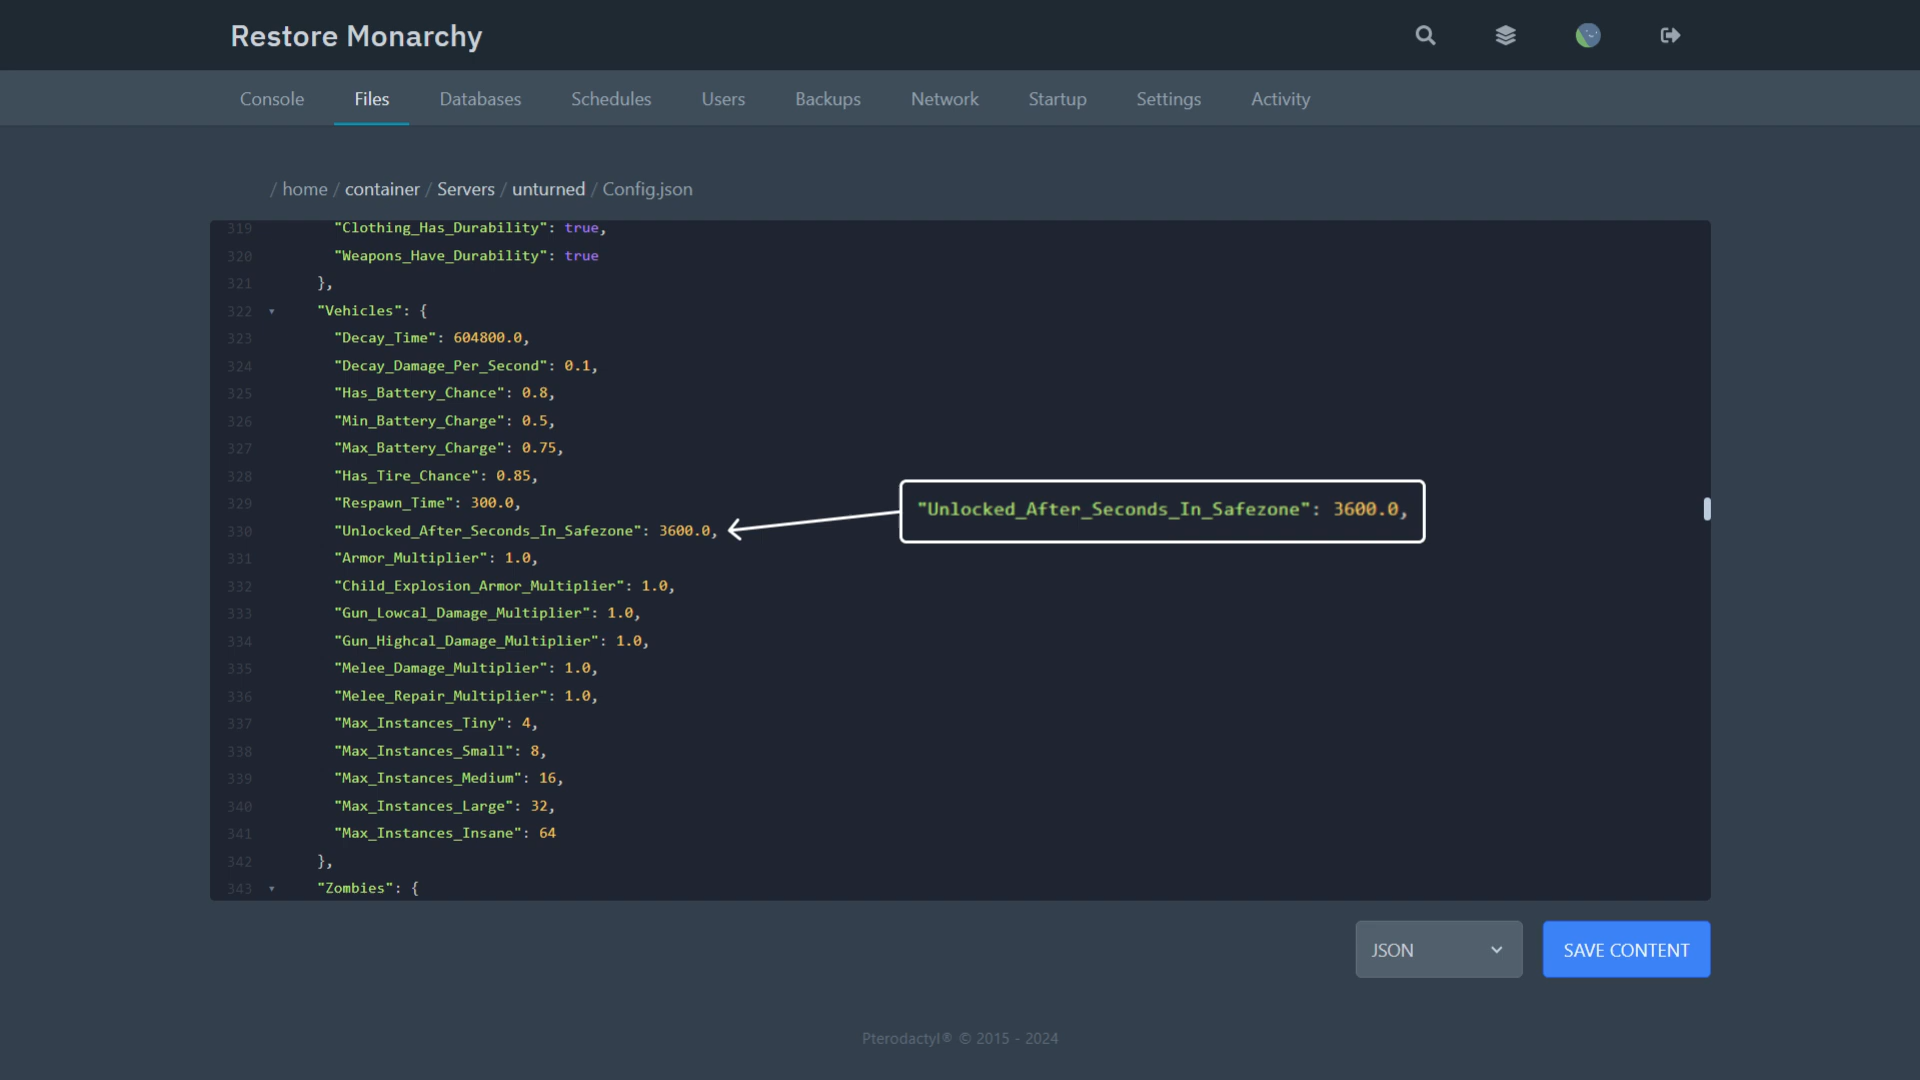 Restore Monarchy
Console Files Databases Schedules Users Backups Network Startup Settings Activity
/ home / container / Servers / unturned / Config.json
319 "Clothing_Has_Durability": true,
320 "Weapons_Have_Durability": true
321 },
322 "Vehicles": {
323 "Decay_Time": 604800.0,
324 "Decay_Damage_Per_Second": 0.1,
325 "Has_Battery_Chance": 0.8,
326 "Min_Battery_Charge": 0.5,
327 "Max_Battery_Charge": 0.75,
328 "Has_Tire_Chance": 0.85,
329 "Respawn_Time": 300.0,
330 "Unlocked_After_Seconds_In_Safezone": 3600.0,
"Unlocked_After_Seconds_In_Safezone": 3600.0,
331 "Armor_Multiplier": 1.0,
332 "Child_Explosion_Armor_Multiplier": 1.0,
333 "Gun_Lowcal_Damage_Multiplier": 1.0,
334 "Gun_Highcal_Damage_Multiplier": 1.0,
335 "Melee_Damage_Multiplier": 1.0,
336 "Melee_Repair_Multiplier": 1.0,
337 "Max_Instances_Tiny": 4,
338 "Max_Instances_Small": 8,
339 "Max_Instances_Medium": 16,
340 "Max_Instances_Large": 32,
341 "Max_Instances_Insane": 64
342 },
343 "Zombies": {
JSON
SAVE CONTENT
Pterodactyl® © 2015 - 2024